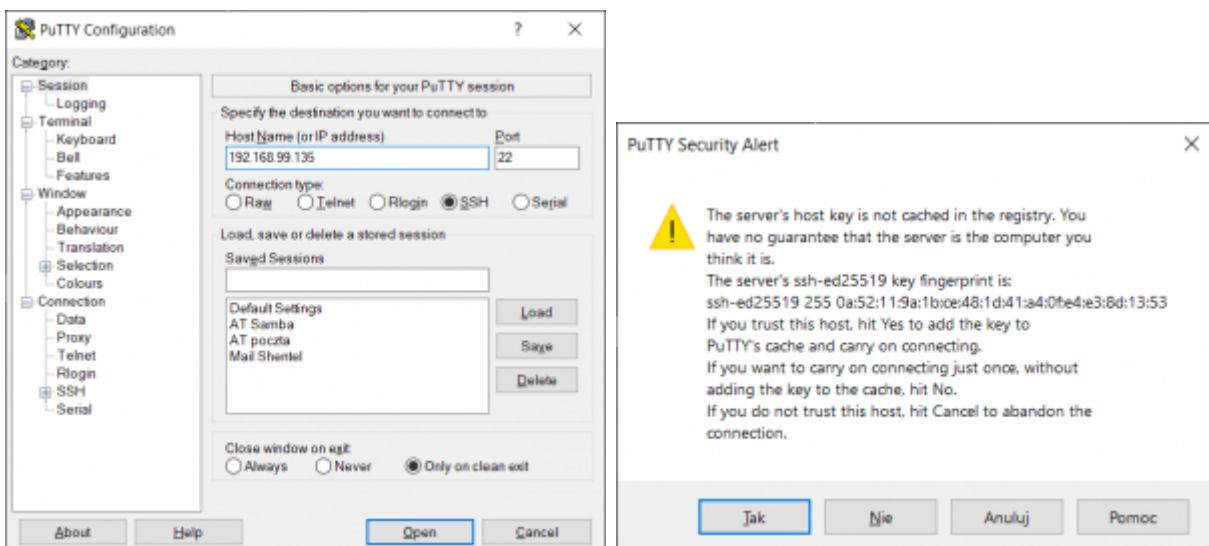 PuTTY Configuration
? ×
Category:
Session
Logging
Terminal
Keyboard
Bell
Features
Window
Appearance
Behaviour
Translation
Selection
Colours
Connection
Data
Proxy
Telnet
Rlogin
SSH
Serial
Basic options for your PuTTY session
Specify the destination you want to connect to
Host Name (or IP address) Port
192.168.99.135 22
Connection type:
Raw Telnet Rlogin SSH Serial
Load, save or delete a stored session
Saved Sessions
Default Settings
AT Samba
AT poczta
Mail Shentel
Load
Save
Delete
Close window on exit:
Always Never Only on clean exit
About Help Open Cancel
PuTTY Security Alert
The server's host key is not cached in the registry. You
have no guarantee that the server is the computer you
think it is.
The server's ssh-ed25519 key fingerprint is:
ssh-ed25519 255 0a:52:11:9a:1b:ce:48:1d:41:a4:0f:e4:e3:8d:13:53
If you trust this host, hit Yes to add the key to
PuTTY's cache and carry on connecting.
If you want to carry on connecting just once, without
adding the key to the cache, hit No.
If you do not trust this host, hit Cancel to abandon the
connection.
Tak Nie Anuluj Pomoc